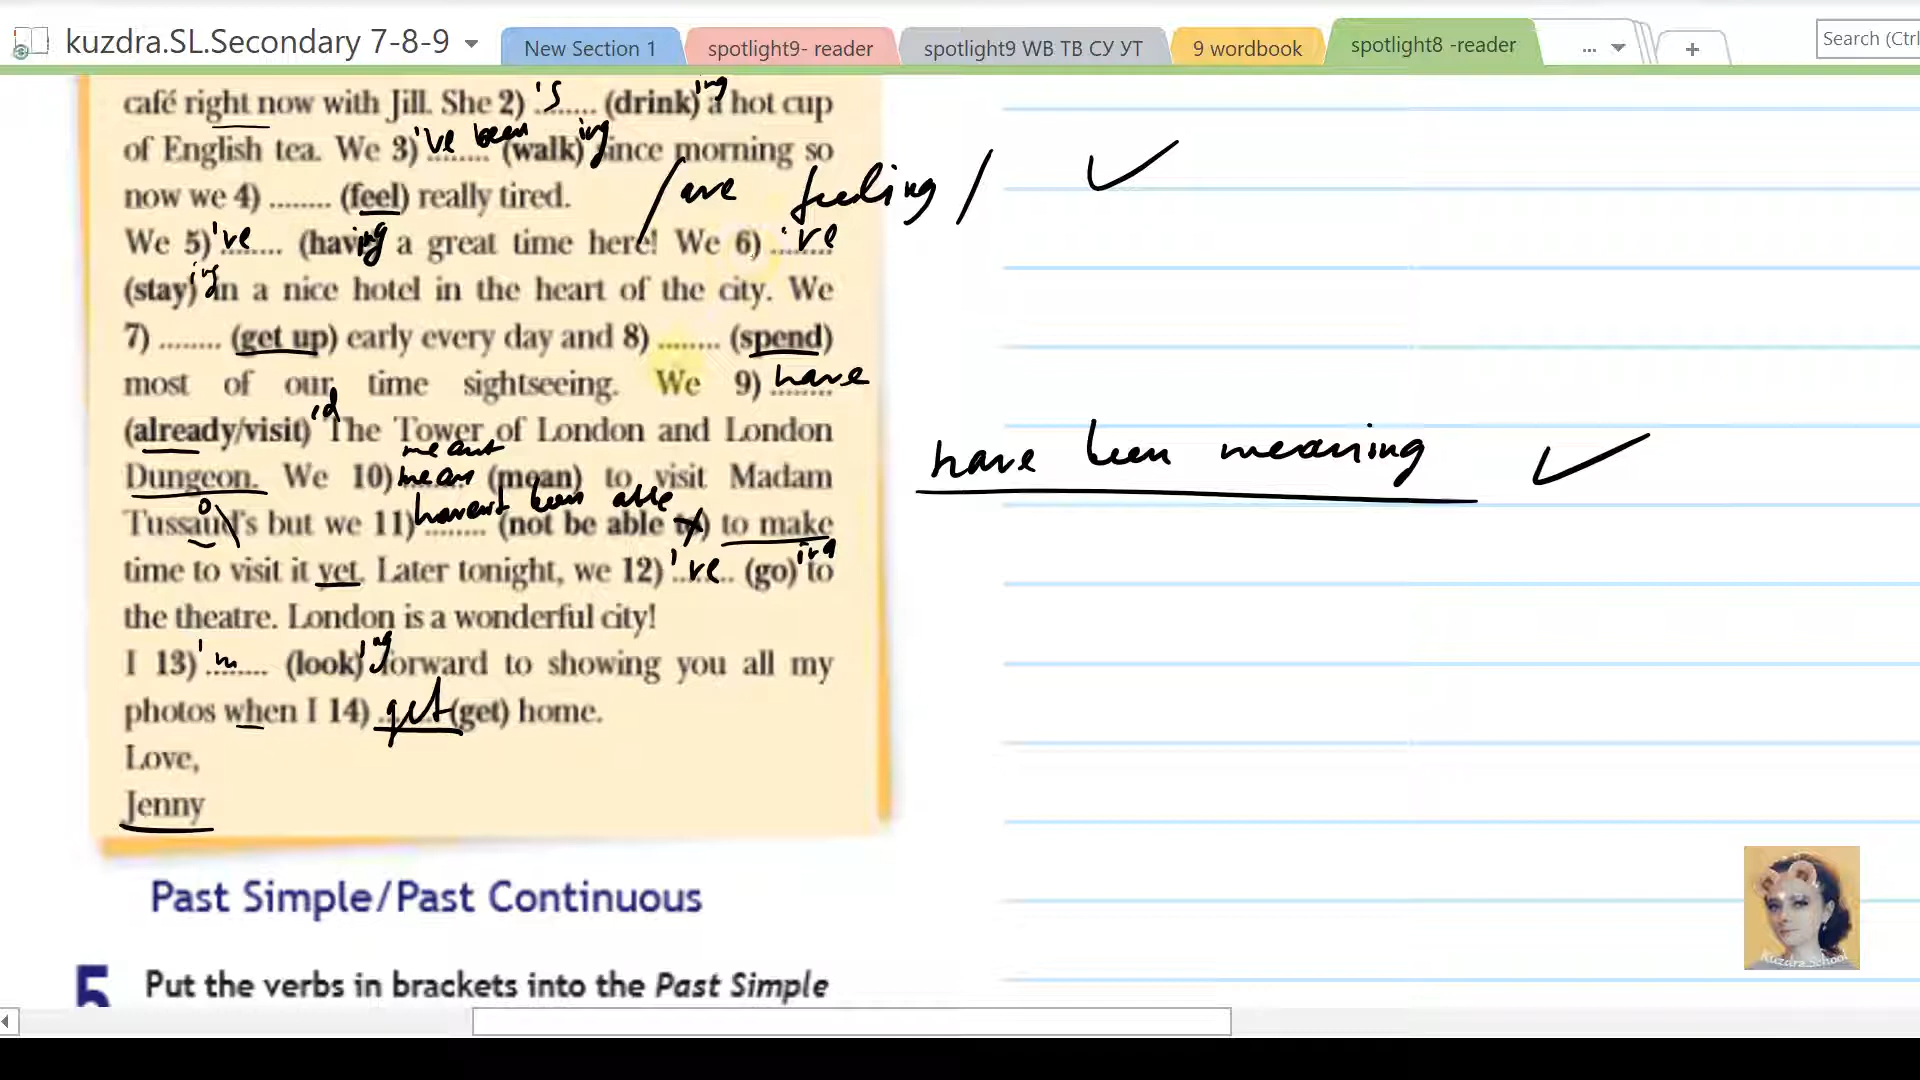 kuzdra.SL.Secondary 7-8-9
New Section 1
spotlight9- reader
spotlight9 WB ТВ СУ УТ
9 wordbook
spotlight8 -reader
...
+
Search (Ctrl
café right now with Jill. She 2) 's...... (drink)ing a hot cup
of English tea. We 3) 've been ........ (walk)ing since morning so
now we 4) ........ (feel) really tired.
/are feeling/ ✓
We 5) 've.... (having a great time here! We 6) 're
(stay)ing in a nice hotel in the heart of the city. We
7) ........ (get up) early every day and 8) ........ (spend)
most of our time sightseeing. We 9) have
(already/visit)'d The Tower of London and London
meant
Dungeon. We 10) mean (mean) to visit Madam
have been meaning ✓
haven't been able
Tussaud's but we 11) ........ (not be able to) to make
time to visit it yet. Later tonight, we 12) 're.. (go)ing to
the theatre. London is a wonderful city!
I 13) 'm.... (look)ing forward to showing you all my
photos when I 14) get (get) home.
Love,
Jenny
Past Simple/Past Continuous
5 Put the verbs in brackets into the Past Simple
Kuzdra.School